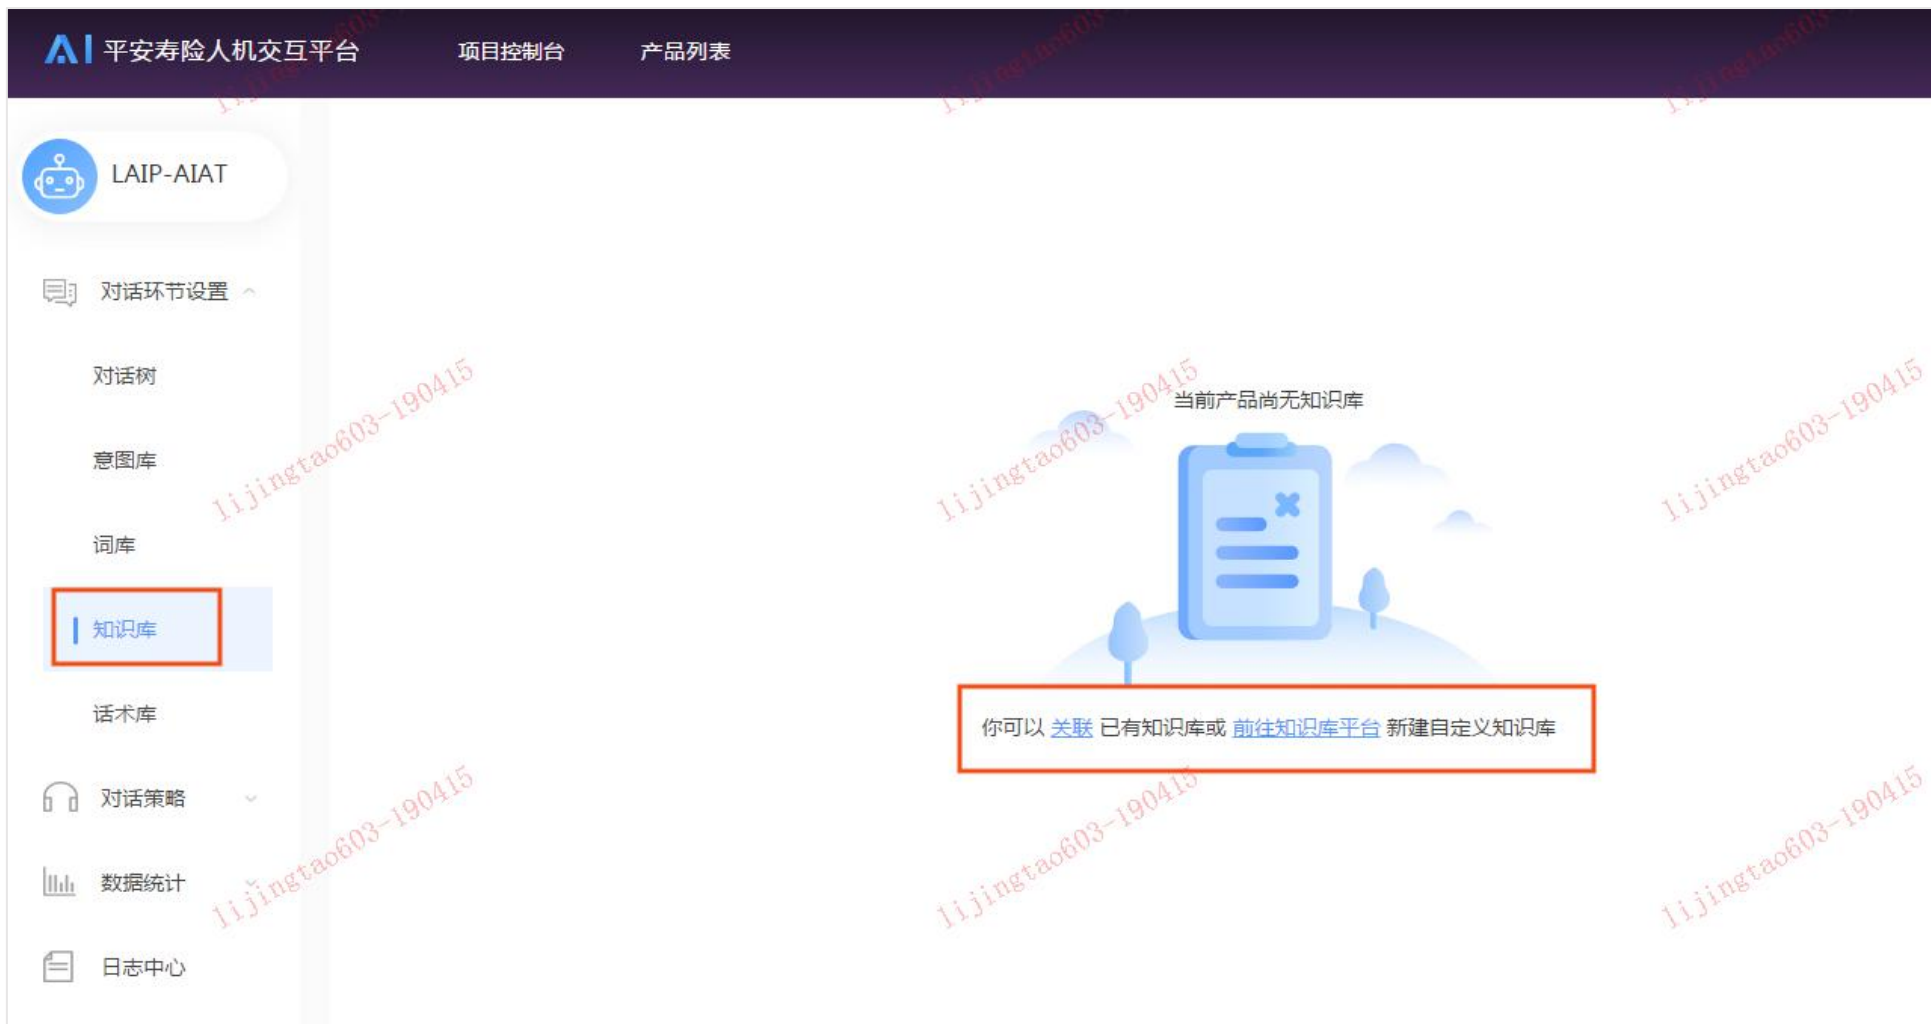 AI 平安寿险人机交互平台 项目控制台 产品列表
LAIP-AIAT
对话环节设置
对话树
意图库
词库
知识库
话术库
对话策略
数据统计
日志中心
当前产品尚无知识库
你可以 关联 已有知识库或 前往知识库平台 新建自定义知识库
lijingtao603-190415
lijingtao603-190415
lijingtao603-190415
lijingtao603-190415
lijingtao603-190415
lijingtao603-190415